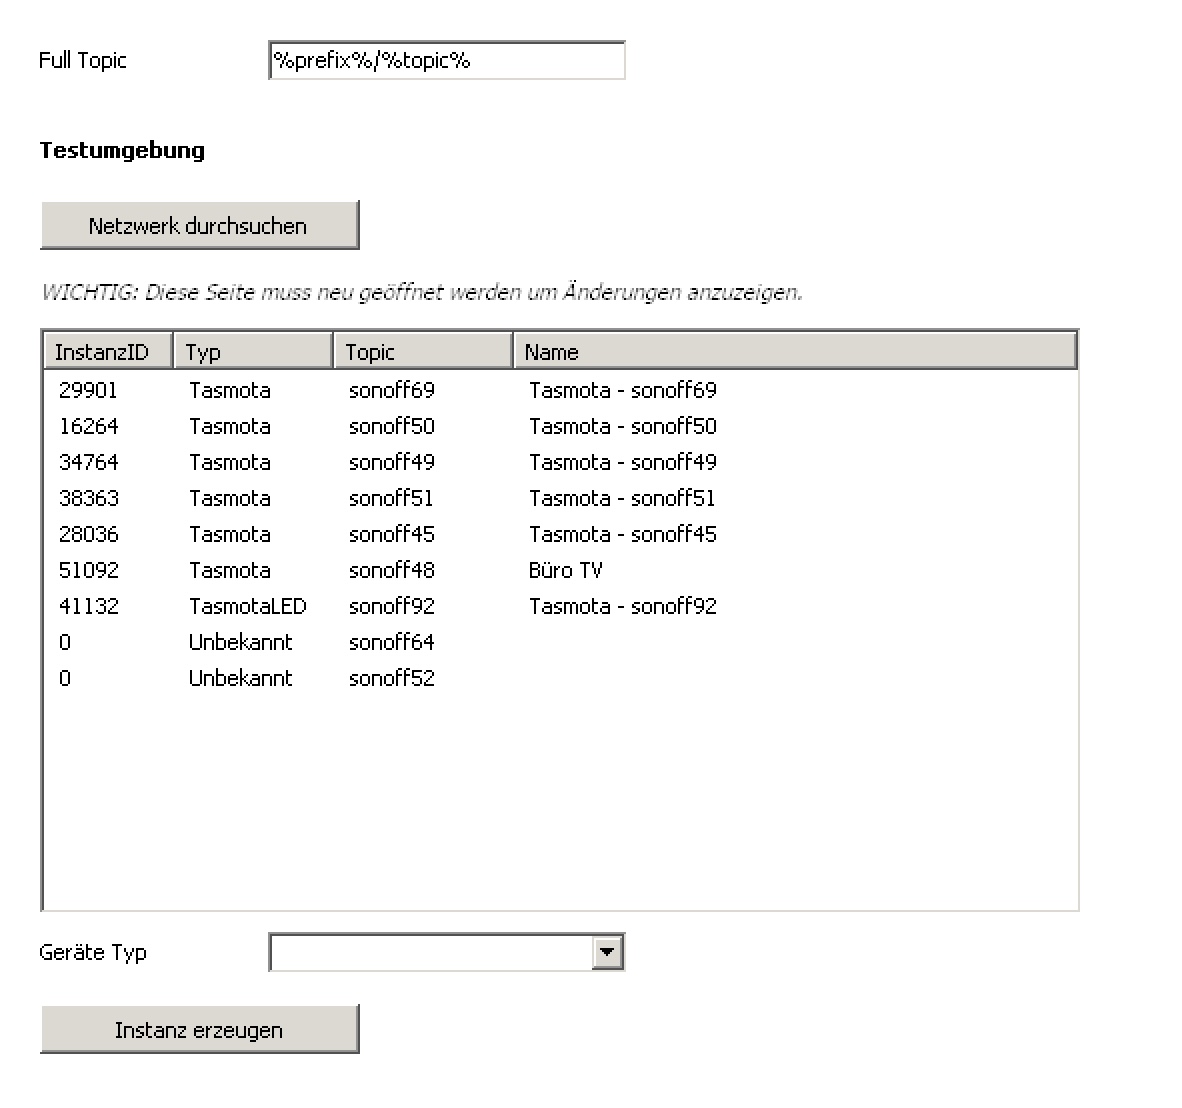 Full Topic %prefix%/%topic%
Testumgebung
Netzwerk durchsuchen
WICHTIG: Diese Seite muss neu geöffnet werden um Änderungen anzuzeigen.
InstanzID Typ Topic Name
29901 Tasmota sonoff69 Tasmota - sonoff69
16264 Tasmota sonoff50 Tasmota - sonoff50
34764 Tasmota sonoff49 Tasmota - sonoff49
38363 Tasmota sonoff51 Tasmota - sonoff51
28036 Tasmota sonoff45 Tasmota - sonoff45
51092 Tasmota sonoff48 Büro TV
41132 TasmotaLED sonoff92 Tasmota - sonoff92
0 Unbekannt sonoff64
0 Unbekannt sonoff52
Geräte Typ
Instanz erzeugen